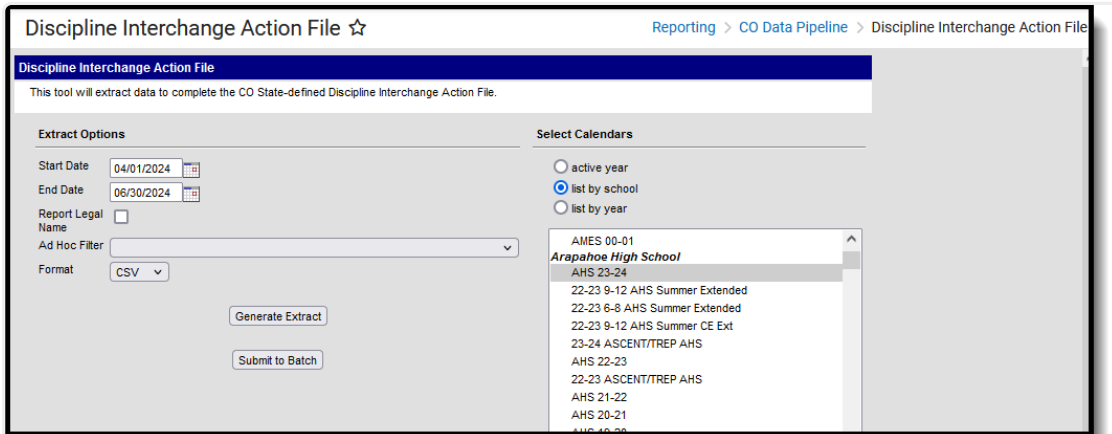 Discipline Interchange Action File ☆
Reporting > CO Data Pipeline > Discipline Interchange Action File
Discipline Interchange Action File
This tool will extract data to complete the CO State-defined Discipline Interchange Action File.
Extract Options
Start Date 04/01/2024
End Date 06/30/2024
Report Legal
Name
Ad Hoc Filter
Format CSV
Generate Extract
Submit to Batch
Select Calendars
active year
list by school
list by year
AMES 00-01
Arapahoe High School
AHS 23-24
22-23 9-12 AHS Summer Extended
22-23 6-8 AHS Summer Extended
22-23 9-12 AHS Summer CE Ext
23-24 ASCENT/TREP AHS
AHS 22-23
22-23 ASCENT/TREP AHS
AHS 21-22
AHS 20-21
AHS 19-20